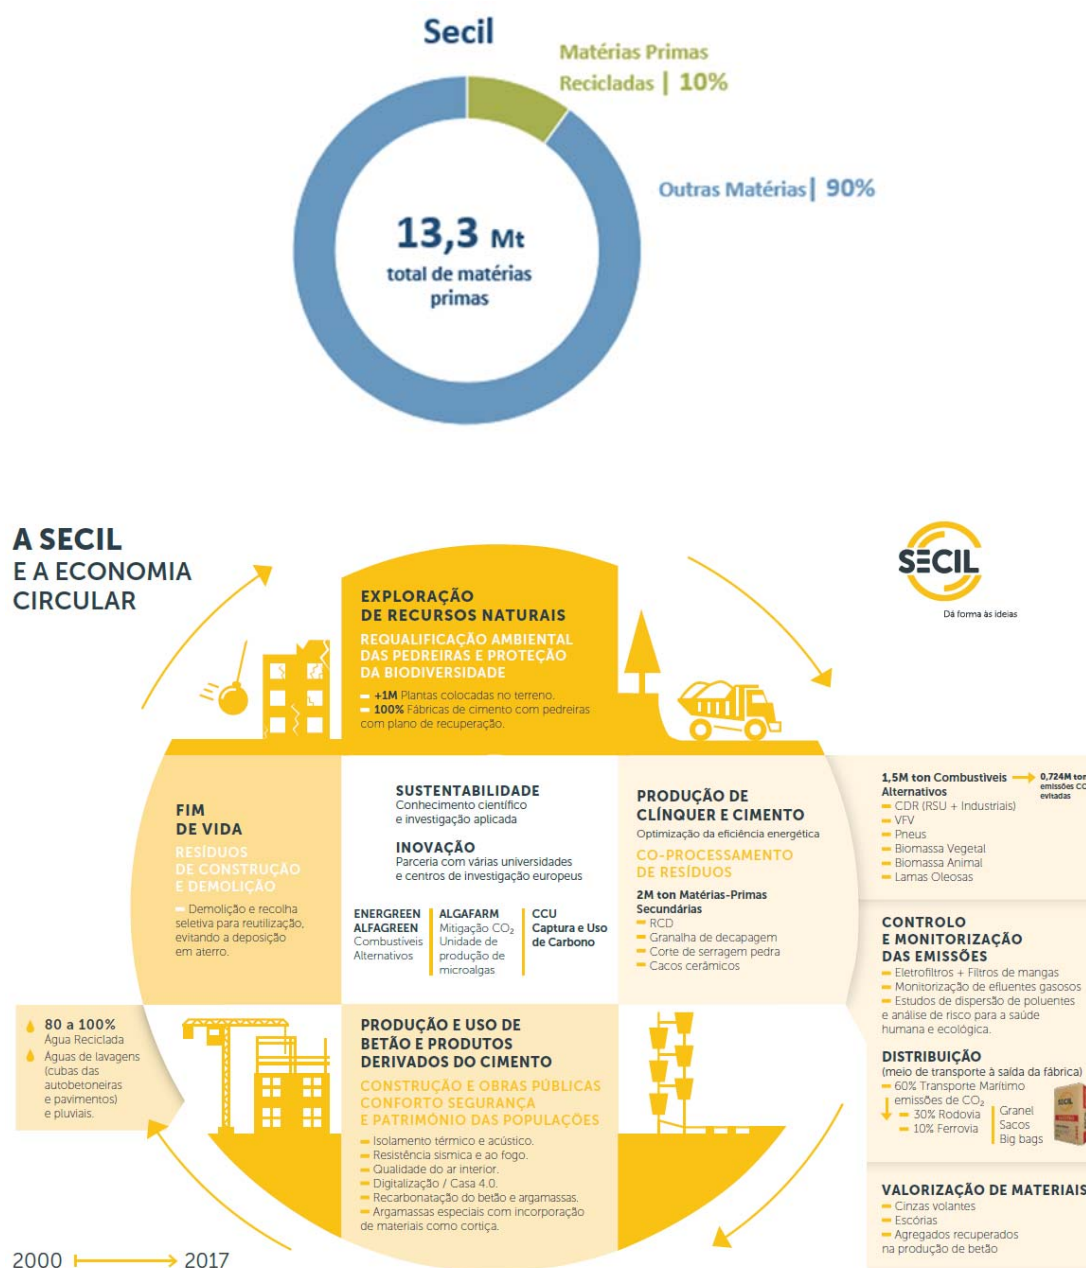 Secil
Matérias Primas
Recicladas | 10%
Outras Matérias | 90%
13,3 Mt
total de matérias
primas
A SECIL
E A ECONOMIA
CIRCULAR
SECIL
Dá forma às ideias
EXPLORAÇÃO
DE RECURSOS NATURAIS
REQUALIFICAÇÃO AMBIENTAL
DAS PEDREIRAS E PROTEÇÃO
DA BIODIVERSIDADE
+1M Plantas colocadas no terreno.
100% Fábricas de cimento com pedreiras
com plano de recuperação.
FIM
DE VIDA
RESÍDUOS
DE CONSTRUÇÃO
E DEMOLIÇÃO
Demolição e recolha
seletiva para reutilização,
evitando a deposição
em aterro.
SUSTENTABILIDADE
Conhecimento científico
e investigação aplicada
INOVAÇÃO
Parceria com várias universidades
e centros de investigação europeus
ENERGREEN
ALFAGREEN
Combustíveis
Alternativos
ALGAFARM
Mitigação CO₂
Unidade de
produção de
microalgas
CCU
Captura e Uso
de Carbono
PRODUÇÃO DE
CLÍNQUER E CIMENTO
Optimização da eficiência energética
CO-PROCESSAMENTO
DE RESÍDUOS
2M ton Matérias-Primas
Secundárias
RCD
Granalha de decapagem
Corte de serragem pedra
Cacos cerâmicos
1,5M ton Combustíveis
Alternativos
0,724M ton
emissões CO
evitadas
CDR (RSU + Industriais)
VFV
Pneus
Biomassa Vegetal
Biomassa Animal
Lamas Oleosas
CONTROLO
E MONITORIZAÇÃO
DAS EMISSÕES
Eletrofiltros + Filtros de mangas
Monitorização de efluentes gasosos
Estudos de dispersão de poluentes
e análise de risco para a saúde
humana e ecológica.
DISTRIBUIÇÃO
(meio de transporte à saída da fábrica)
60% Transporte Marítimo
emissões de CO₂
30% Rodovia
10% Ferrovia
Granel
Sacos
Big bags
VALORIZAÇÃO DE MATERIAIS
Cinzas volantes
Escórias
Agregados recuperados
na produção de betão
80 a 100%
Água Reciclada
Águas de lavagens
(cubas das
autobetoneiras
e pavimentos)
e pluviais.
PRODUÇÃO E USO DE
BETÃO E PRODUTOS
DERIVADOS DO CIMENTO
CONSTRUÇÃO E OBRAS PÚBLICAS
CONFORTO SEGURANÇA
E PATRIMÓNIO DAS POPULAÇÕES
Isolamento térmico e acústico.
Resistência sismica e ao fogo.
Qualidade do ar interior.
Digitalização / Casa 4.0.
Recarbonatação do betão e argamassas.
Argamassas especiais com incorporação
de materiais como cortiça.
2000 2017